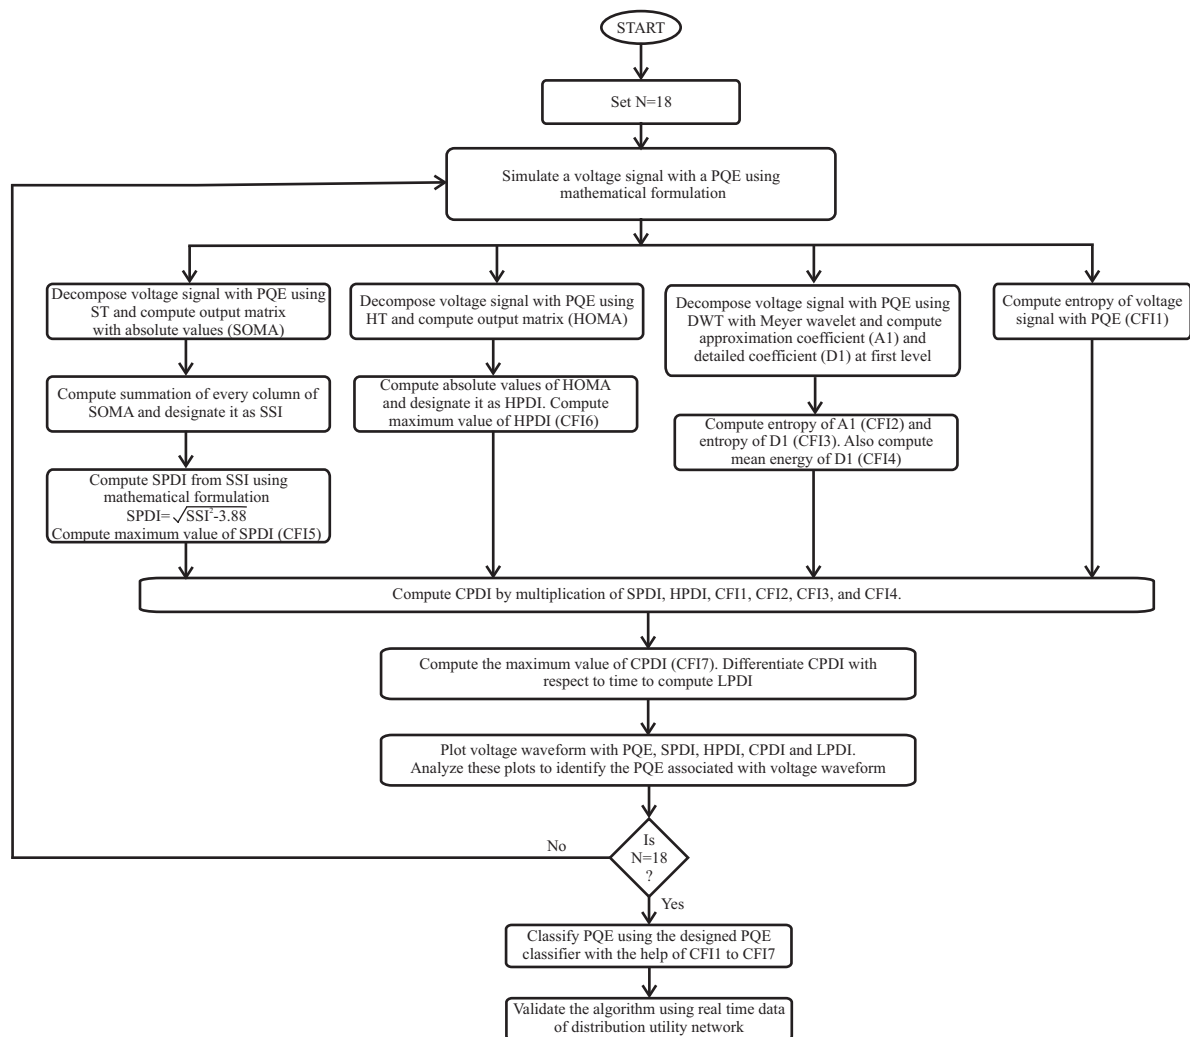 START
Set N=18
Simulate a voltage signal with a PQE using
mathematical formulation
Decompose voltage signal with PQE using
ST and compute output matrix
with absolute values (SOMA)
Decompose voltage signal with PQE using
HT and compute output matrix (HOMA)
Decompose voltage signal with PQE using
DWT with Meyer wavelet and compute
approximation coefficient (A1) and
detailed coefficient (D1) at first level
Compute entropy of voltage
signal with PQE (CFI1)
Compute summation of every column of
SOMA and designate it as SSI
Compute absolute values of HOMA
and designate it as HPDI. Compute
maximum value of HPDI (CFI6)
Compute entropy of A1 (CFI2) and
entropy of D1 (CFI3). Also compute
mean energy of D1 (CFI4)
Compute SPDI from SSI using
mathematical formulation
SPDI=√SSI²-3.88
Compute maximum value of SPDI (CFI5)
Compute CPDI by multiplication of SPDI, HPDI, CFI1, CFI2, CFI3, and CFI4.
Compute the maximum value of CPDI (CFI7). Differentiate CPDI with
respect to time to compute LPDI
Plot voltage waveform with PQE, SPDI, HPDI, CPDI and LPDI.
Analyze these plots to identify the PQE associated with voltage waveform
Is
N=18
?
No
Yes
Classify PQE using the designed PQE
classifier with the help of CFI1 to CFI7
Validate the algorithm using real time data
of distribution utility network